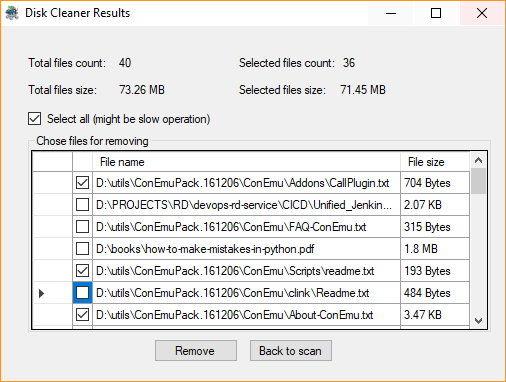 Disk Cleaner Results
Total files count: 40 Selected files count: 36
Total files size: 73.26 MB Selected files size: 71.45 MB
Select all (might be slow operation)
Chose files for removing
File name File size
D:\utils\ConEmuPack.161206\ConEmu\Addons\CallPlugin.txt 704 Bytes
D:\PROJECTS\RD\devops-rd-service\CICD\Unified_Jenkin... 2.07 KB
D:\utils\ConEmuPack.161206\ConEmu\FAQ-ConEmu.txt 315 Bytes
D:\books\how-to-make-mistakes-in-python.pdf 1.8 MB
D:\utils\ConEmuPack.161206\ConEmu\Scripts\readme.txt 193 Bytes
D:\utils\ConEmuPack.161206\ConEmu\clink\Readme.txt 484 Bytes
D:\utils\ConEmuPack.161206\ConEmu\About-ConEmu.txt 3.47 KB
Remove Back to scan